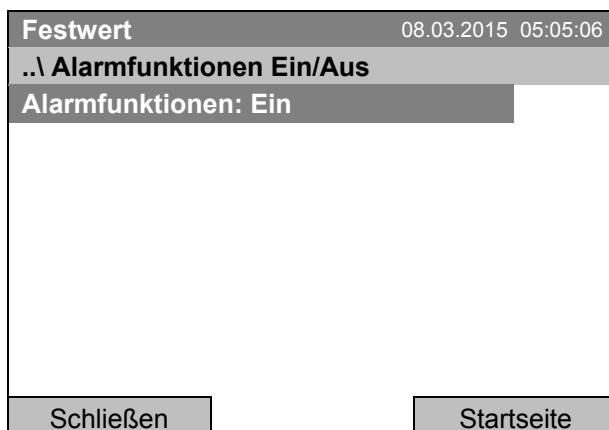 Festwert 08.03.2015 05:05:06
..\ Alarmfunktionen Ein/Aus
Alarmfunktionen: Ein
Schließen Startseite